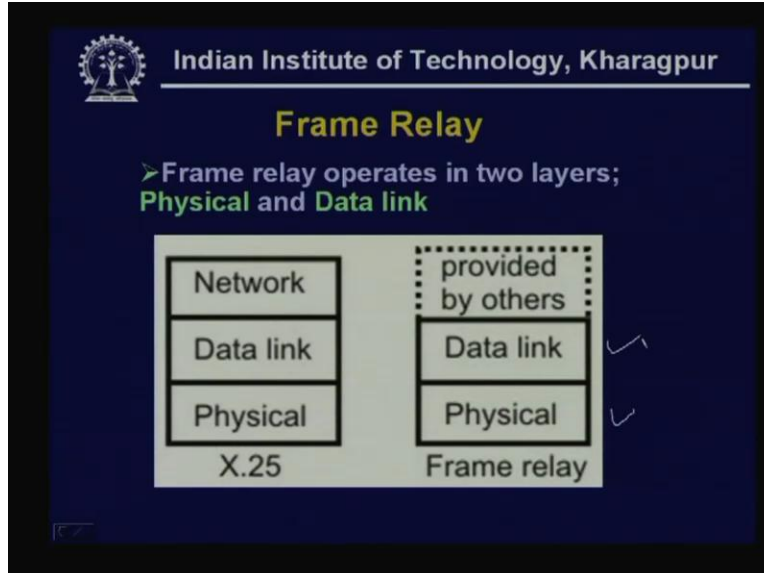 Indian Institute of Technology, Kharagpur
Frame Relay
➢Frame relay operates in two layers;
Physical and Data link
Network
Data link
Physical
X.25
provided
by others
Data link
Physical
Frame relay